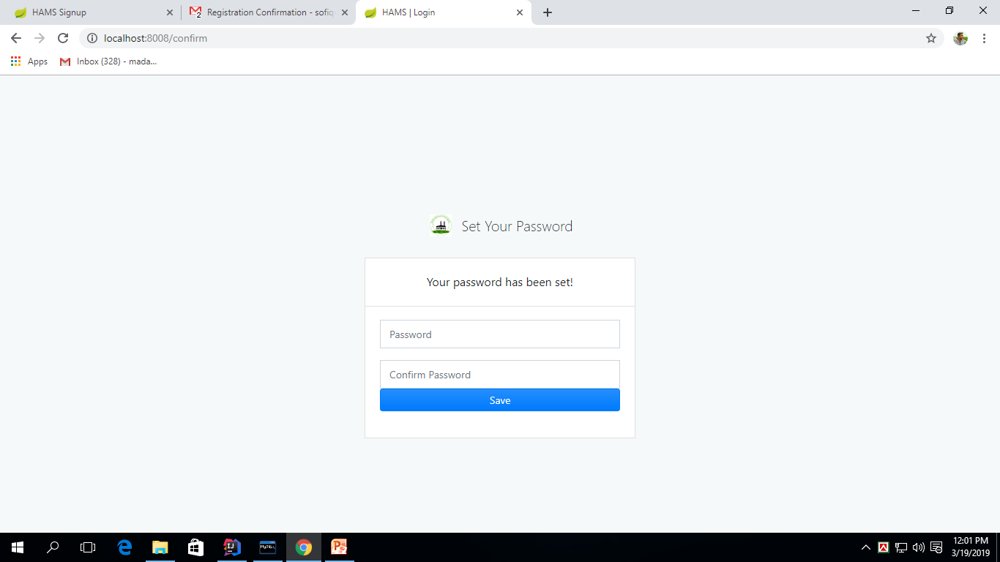 HAMS Signup
Registration Confirmation - sofiq
HAMS | Login
localhost:8008/confirm
Apps
Inbox (328) - mada...
Set Your Password
Your password has been set!
Password
Confirm Password
Save
12:01 PM
3/19/2019